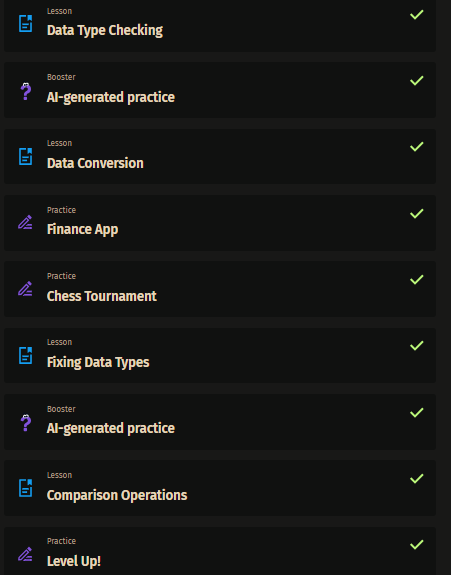 Lesson
Data Type Checking
Booster
AI-generated practice
Lesson
Data Conversion
Practice
Finance App
Practice
Chess Tournament
Lesson
Fixing Data Types
Booster
AI-generated practice
Lesson
Comparison Operations
Practice
Level Up!